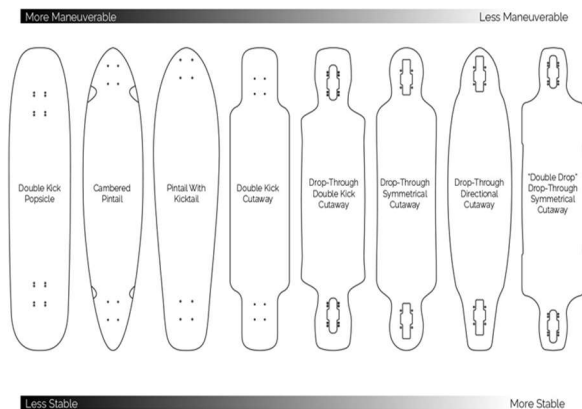 More Maneuverable
Less Maneuverable
Double Kick
Popsicle
Cambered
Pintail
Pintail With
Kicktail
Double Kick
Cutaway
Drop-Through
Double Kick
Cutaway
Drop-Through
Symmetrical
Cutaway
Drop-Through
Directional
Cutaway
"Double Drop"
Drop-Through
Symmetrical
Cutaway
Less Stable
More Stable